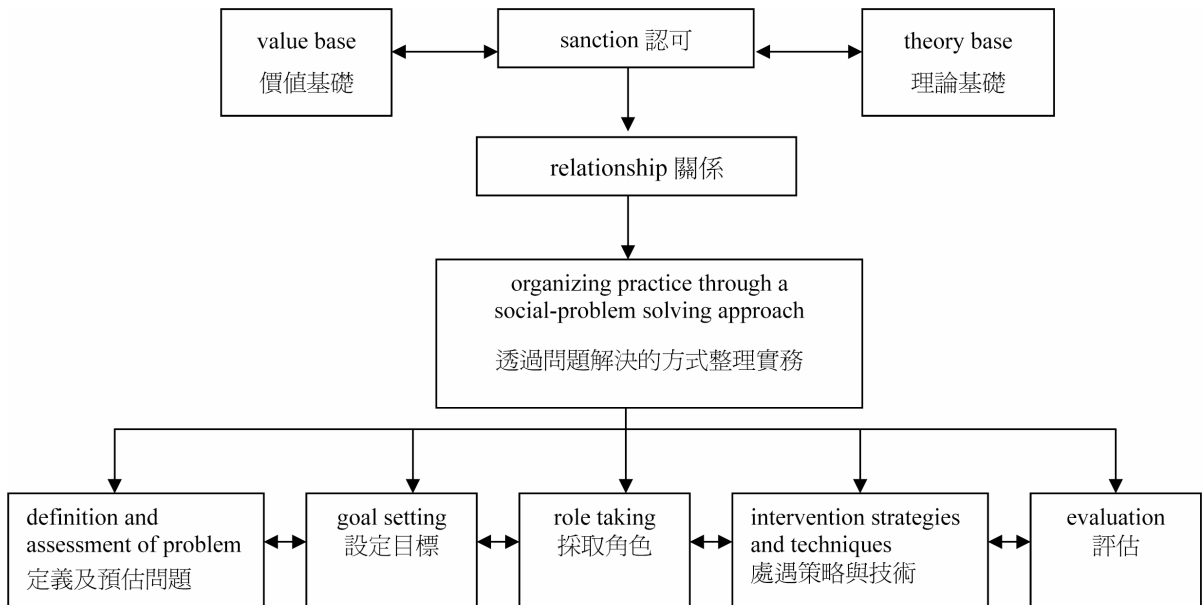 value base
價值基礎
sanction 認可
theory base
理論基礎
relationship 關係
organizing practice through a
social-problem solving approach
透過問題解決的方式整理實務
definition and
assessment of problem
定義及預估問題
goal setting
設定目標
role taking
採取角色
intervention strategies
and techniques
處遇策略與技術
evaluation
評估